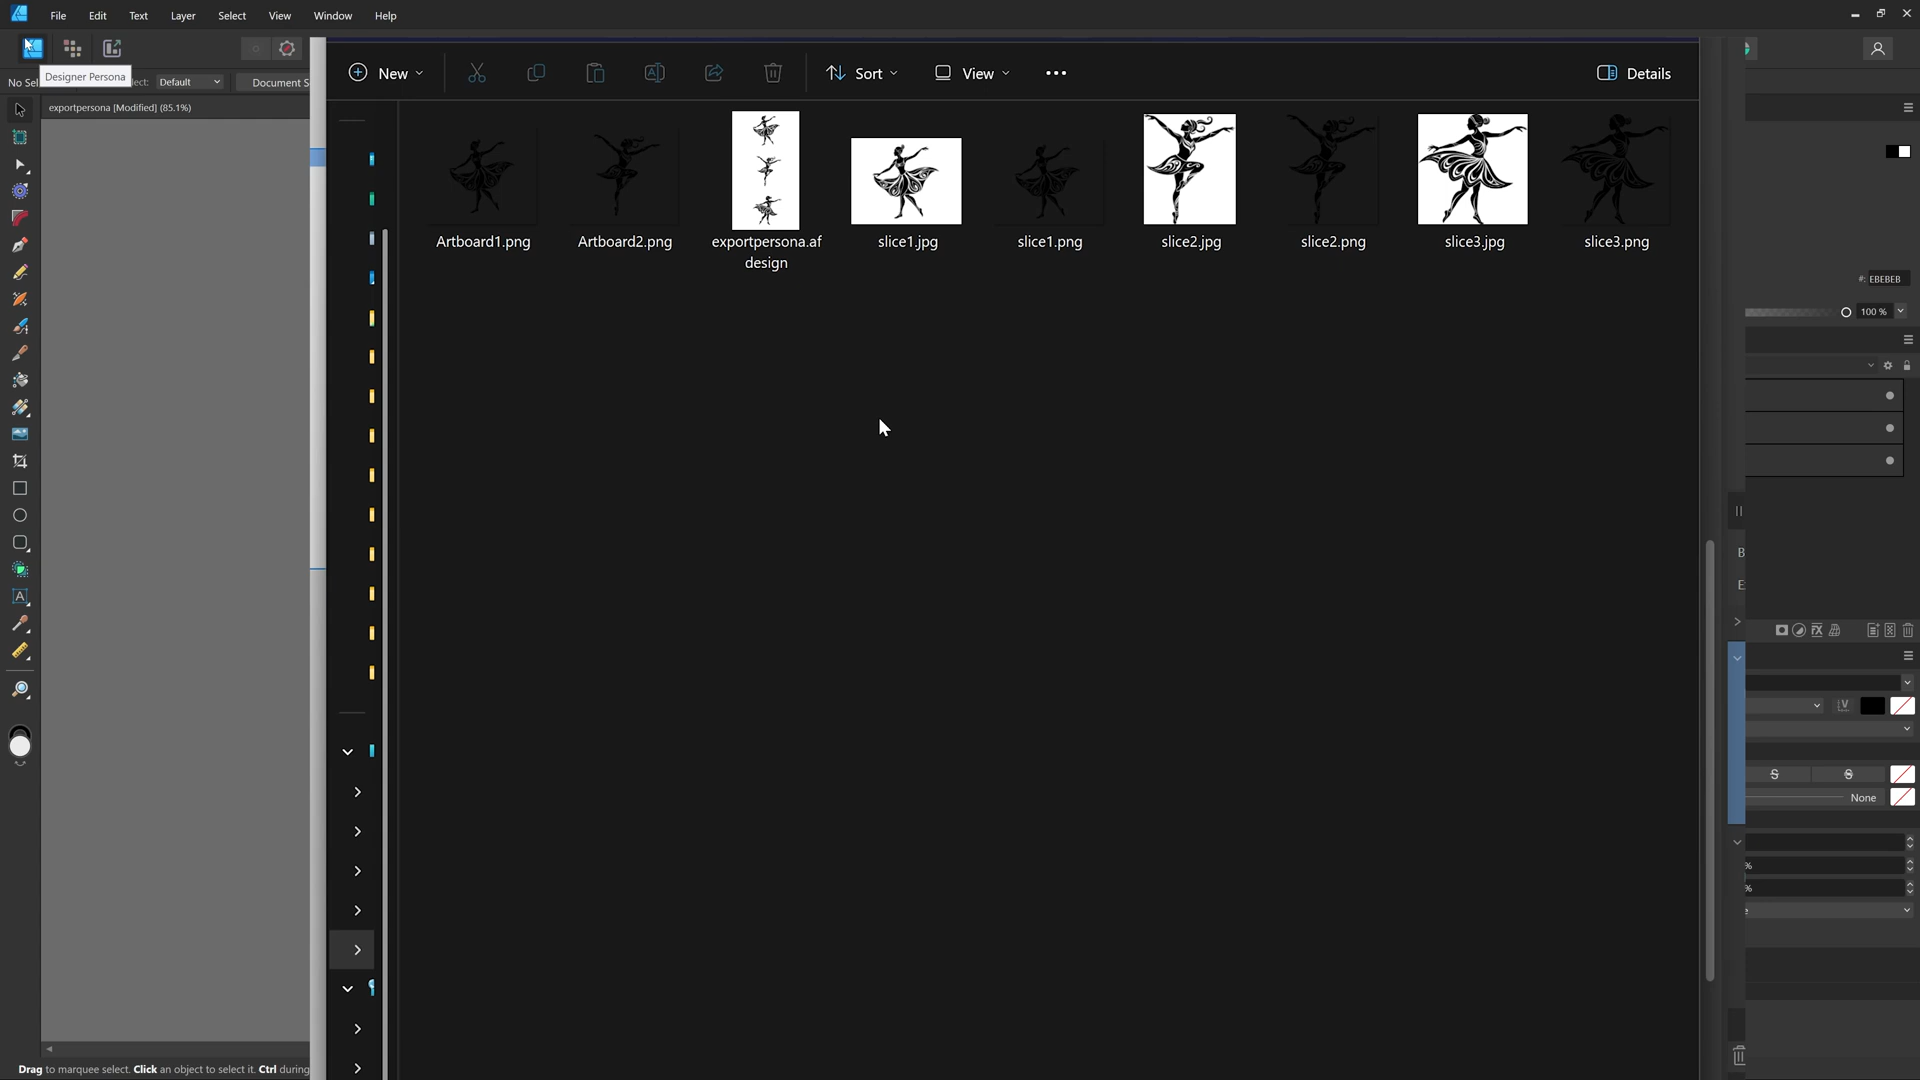 File Edit Text Layer Select View Window Help
Designer Persona
Default
Document S
exportpersona [Modified] (85.1%)
New Sort View Details
Artboard1.png Artboard2.png exportpersona.af slice1.jpg slice1.png slice2.jpg slice2.png slice3.jpg slice3.png
design
#: EBEBEB
100 %
None
%
%
Drag to marquee select. Click an object to select it. Ctrl during